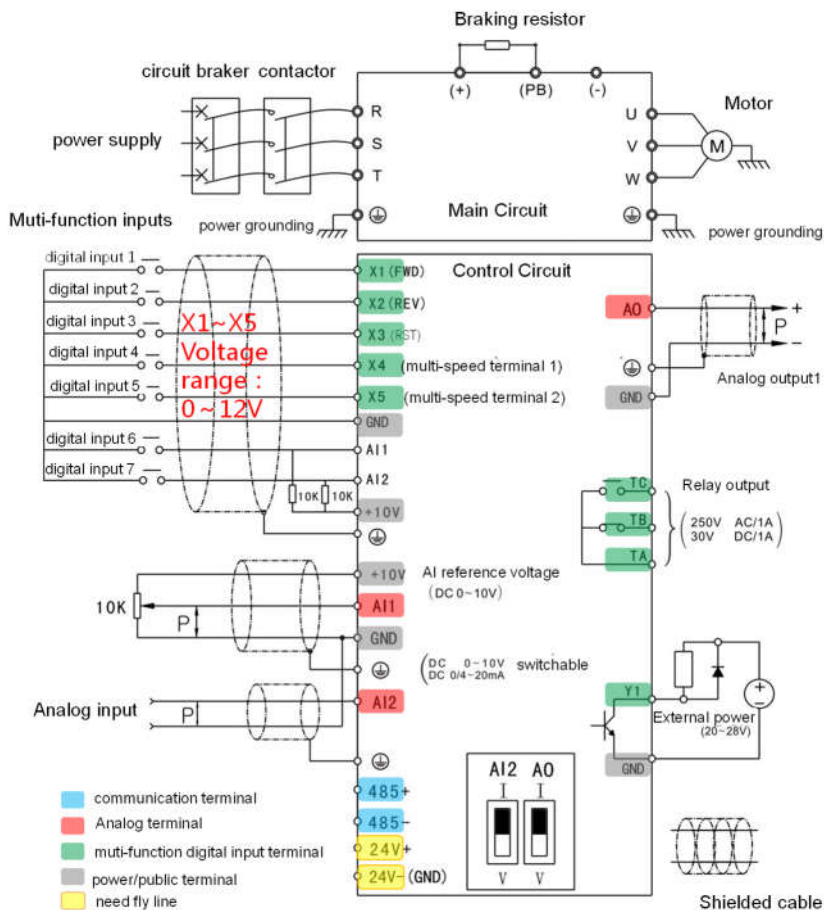 Braking resistor
circuit braker contactor
(+) (PB) (-)
Motor
R
U
power supply
S
V
M
T
W
Main Circuit
Muti-function inputs
power grounding
power grounding
digital input 1
X1 (FWD)
Control Circuit
digital input 2
X2 (REV)
AO
+
digital input 3
X1~X5
X3 (RST)
P
Voltage
−
digital input 4
X4 (multi-speed terminal 1)
range :
Analog output1
digital input 5
X5 (multi-speed terminal 2)
GND
0~12V
GND
digital input 6
AI1
digital input 7
AI2
10K 10K
TC
Relay output
+10V
TB
250V AC/1A
30V DC/1A
TA
+10V
AI reference voltage
(DC 0~10V)
10K
AI1
P
GND
DC 0~10V
DC 0/4~20mA
switchable
Analog input
P
AI2
Y1
External power
(20~28V)
+
−
GND
AI2 AO
I I
V V
485+
485-
24V+
24V- (GND)
communication terminal
Analog terminal
muti-function digital input terminal
power/public terminal
need fly line
Shielded cable